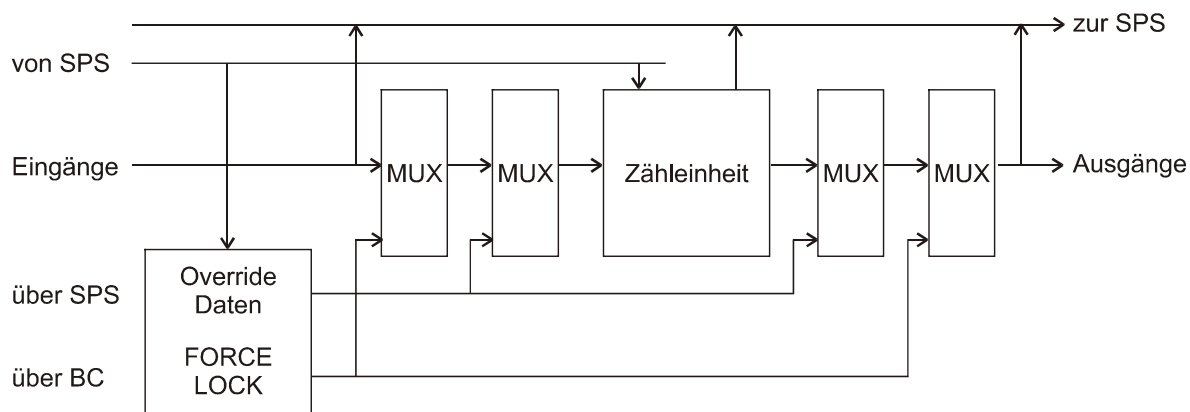 zur SPS
von SPS
Eingänge
MUX
MUX
Zähleinheit
MUX
MUX
Ausgänge
über SPS
Override
Daten
FORCE
LOCK
über BC